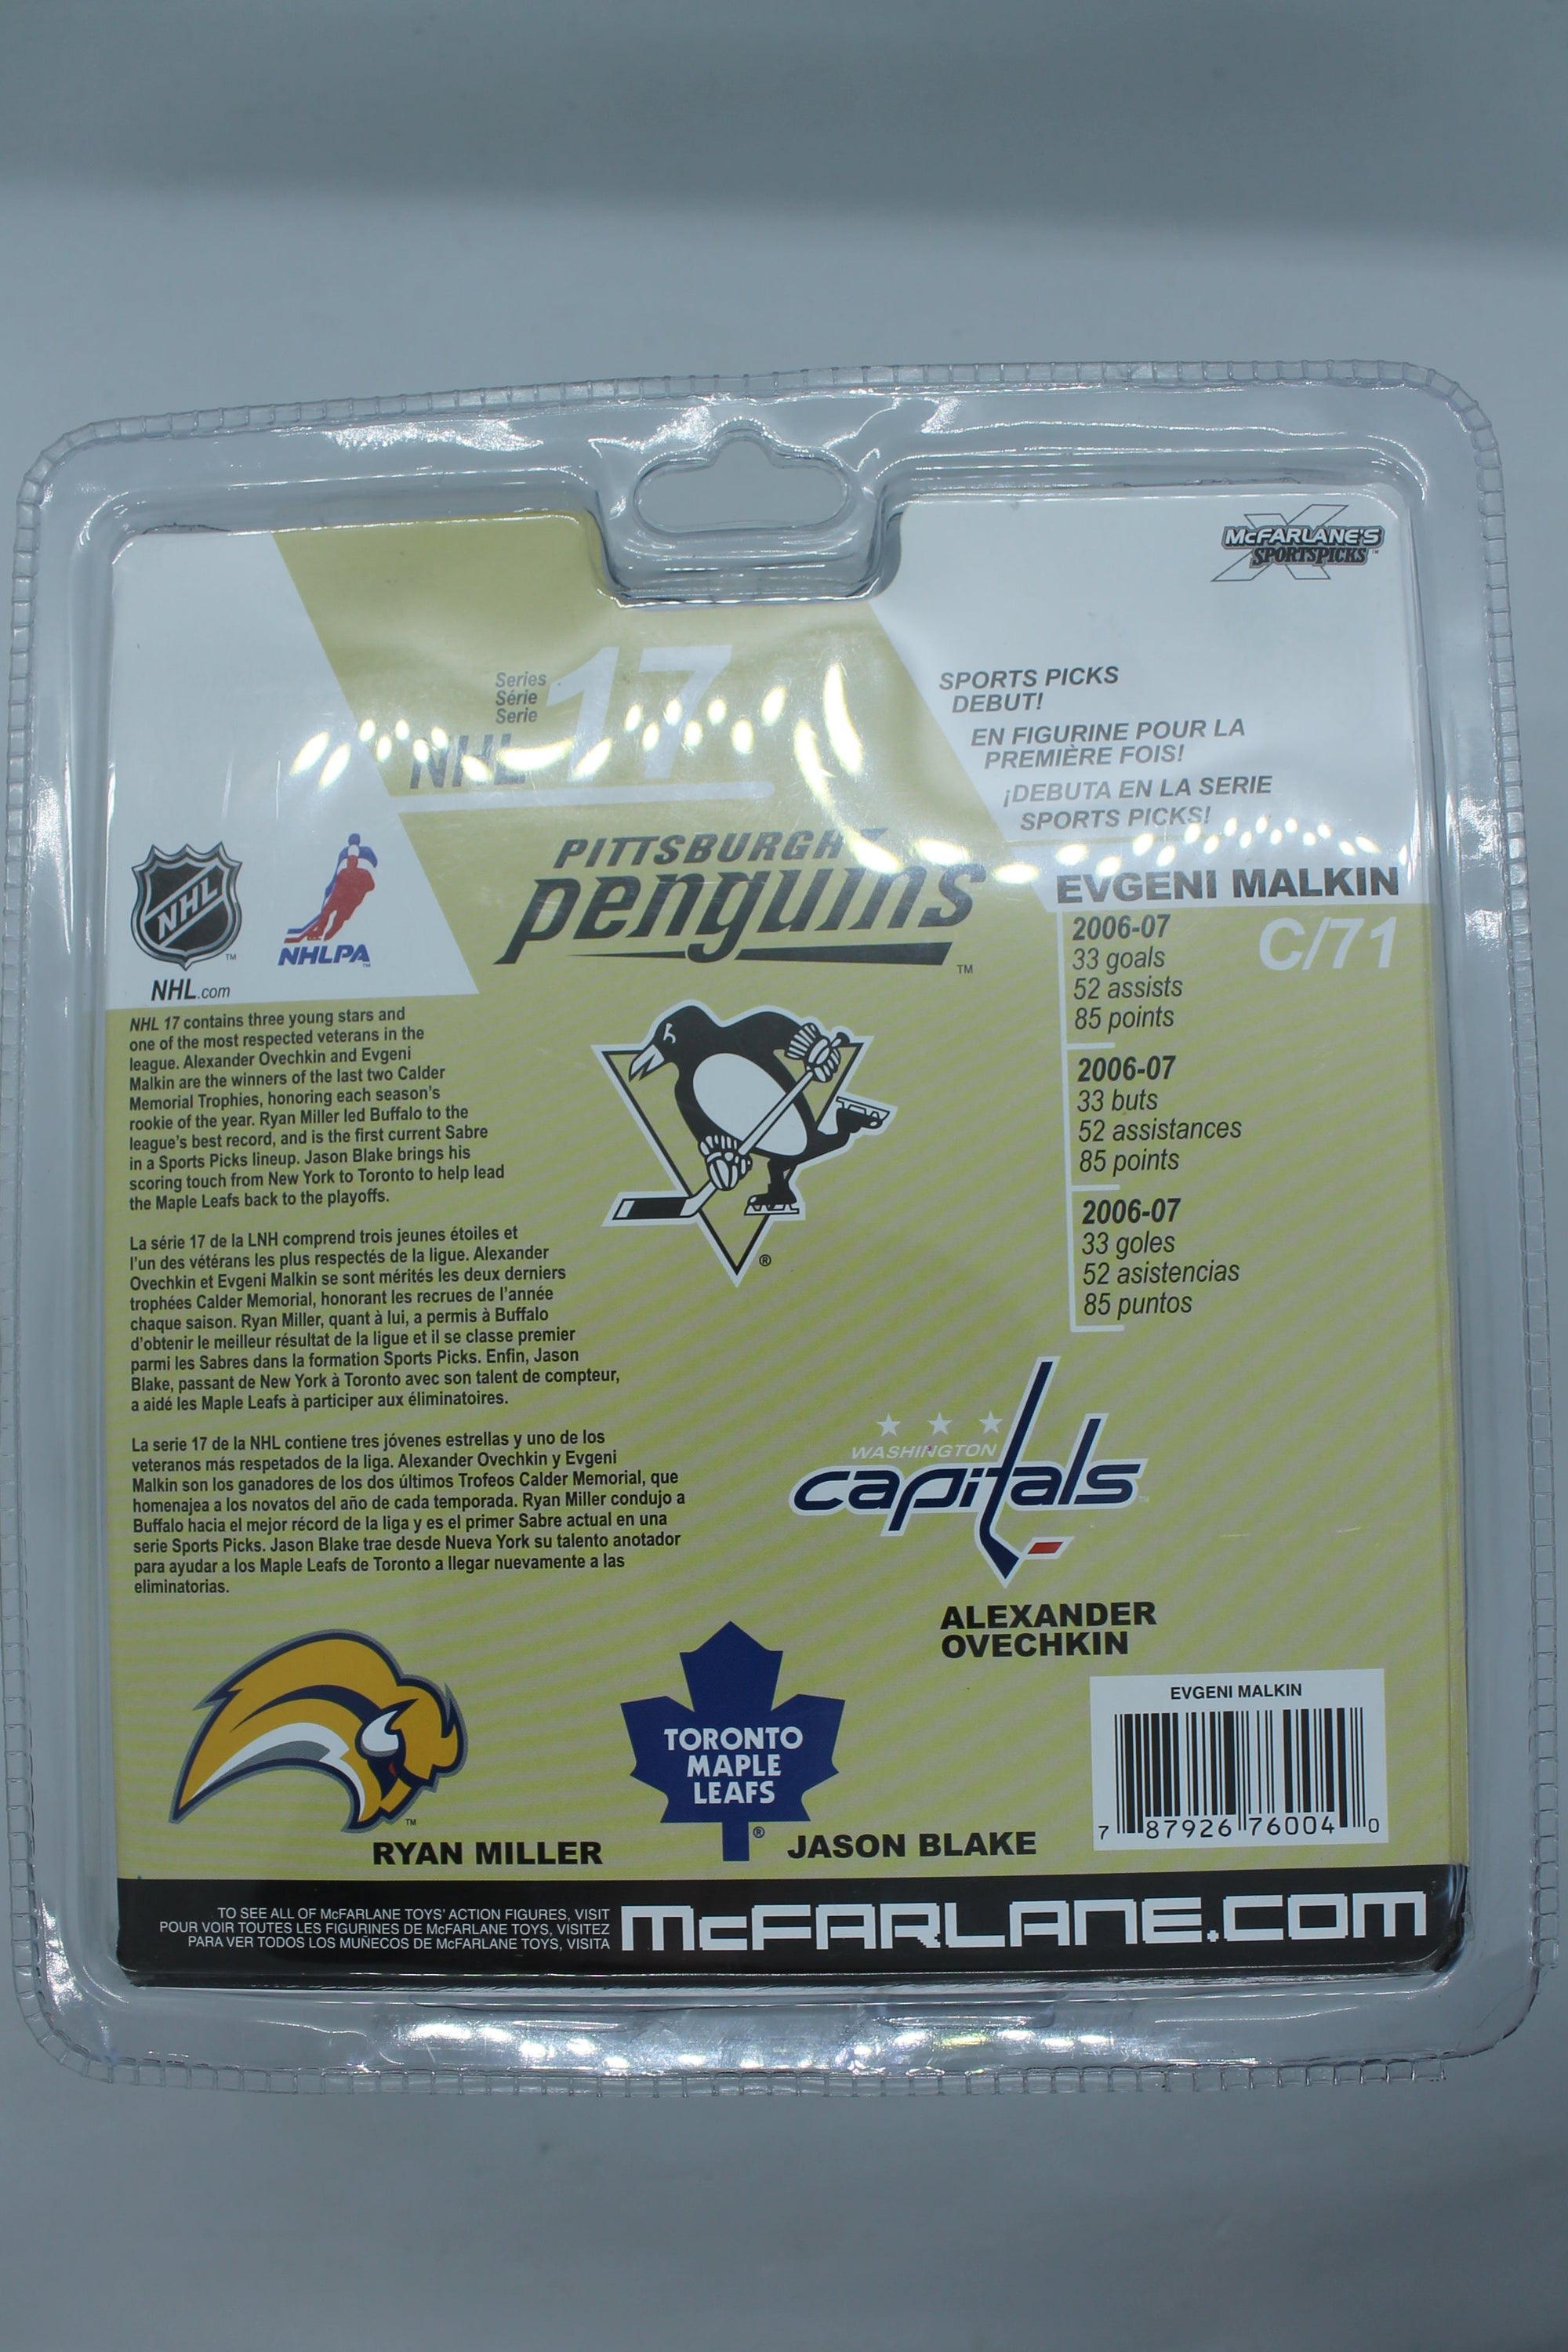 McFARLANE'S
SPORTSPICKS™
Series
Série
Serie
17
NHL
SPORTS PICKS
DEBUT!
EN FIGURINE POUR LA
PREMIÈRE FOIS!
¡DEBUTA EN LA SERIE
SPORTS PICKS!
NHL
™
NHL.com
NHLPA
™
PITTSBURGH
penguins
™
EVGENI MALKIN
C/71
2006-07
33 goals
52 assists
85 points
2006-07
33 buts
52 assistances
85 points
2006-07
33 goles
52 asistencias
85 puntos
®
NHL 17 contains three young stars and
one of the most respected veterans in the
league. Alexander Ovechkin and Evgeni
Malkin are the winners of the last two Calder
Memorial Trophies, honoring each season's
rookie of the year. Ryan Miller led Buffalo to the
league's best record, and is the first current Sabre
in a Sports Picks lineup. Jason Blake brings his
scoring touch from New York to Toronto to help lead
the Maple Leafs back to the playoffs.
La série 17 de la LNH comprend trois jeunes étoiles et
l'un des vétérans les plus respectés de la ligue. Alexander
Ovechkin et Evgeni Malkin se sont mérités les deux derniers
trophées Calder Memorial, honorant les recrues de l'année
chaque saison. Ryan Miller, quant à lui, a permis à Buffalo
d'obtenir le meilleur résultat de la ligue et il se classe premier
parmi les Sabres dans la formation Sports Picks. Enfin, Jason
Blake, passant de New York à Toronto avec son talent de compteur,
a aidé les Maple Leafs à participer aux éliminatoires.
La serie 17 de la NHL contiene tres jóvenes estrellas y uno de los
veteranos más respetados de la liga. Alexander Ovechkin y Evgeni
Malkin son los ganadores de los dos últimos Trofeos Calder Memorial, que
homenajea a los novatos del año de cada temporada. Ryan Miller condujo a
Buffalo hacia el mejor récord de la liga y es el primer Sabre actual en una
serie Sports Picks. Jason Blake trae desde Nueva York su talento anotador
para ayudar a los Maple Leafs de Toronto a llegar nuevamente a las
eliminatorias.
WASHINGTON
capitals
™
ALEXANDER
OVECHKIN
™
RYAN MILLER
TORONTO
MAPLE
LEAFS
®
JASON BLAKE
EVGENI MALKIN
7 87926 76004 0
TO SEE ALL OF McFARLANE TOYS' ACTION FIGURES, VISIT
POUR VOIR TOUTES LES FIGURINES DE McFARLANE TOYS, VISITEZ
PARA VER TODOS LOS MUÑECOS DE McFARLANE TOYS, VISITA
McFARLANE.COM